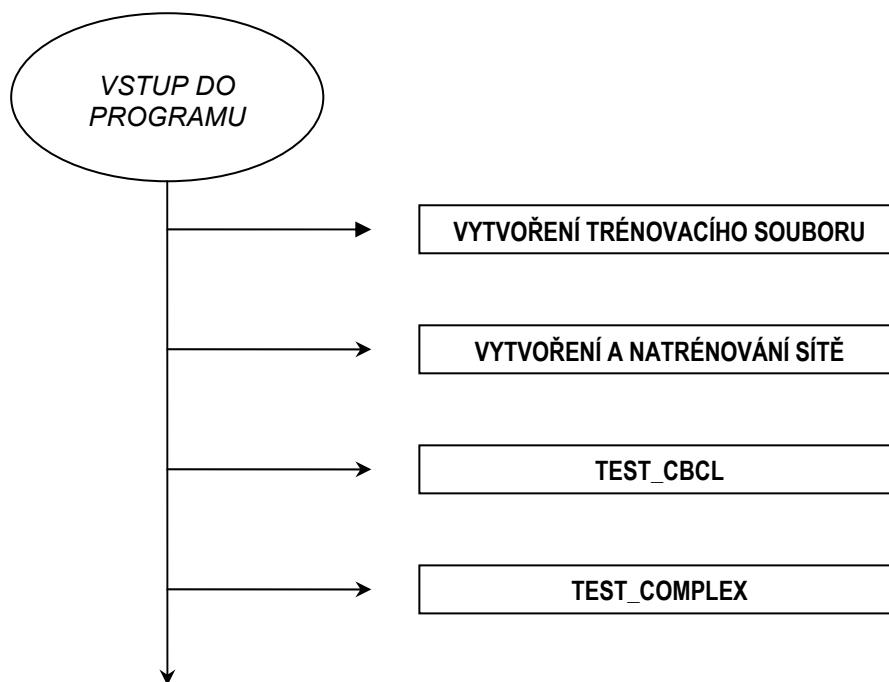 VSTUP DO
PROGRAMU
VYTVOŘENÍ TRÉNOVACÍHO SOUBORU
VYTVOŘENÍ A NATRÉNOVÁNÍ SÍTĚ
TEST_CBCL
TEST_COMPLEX